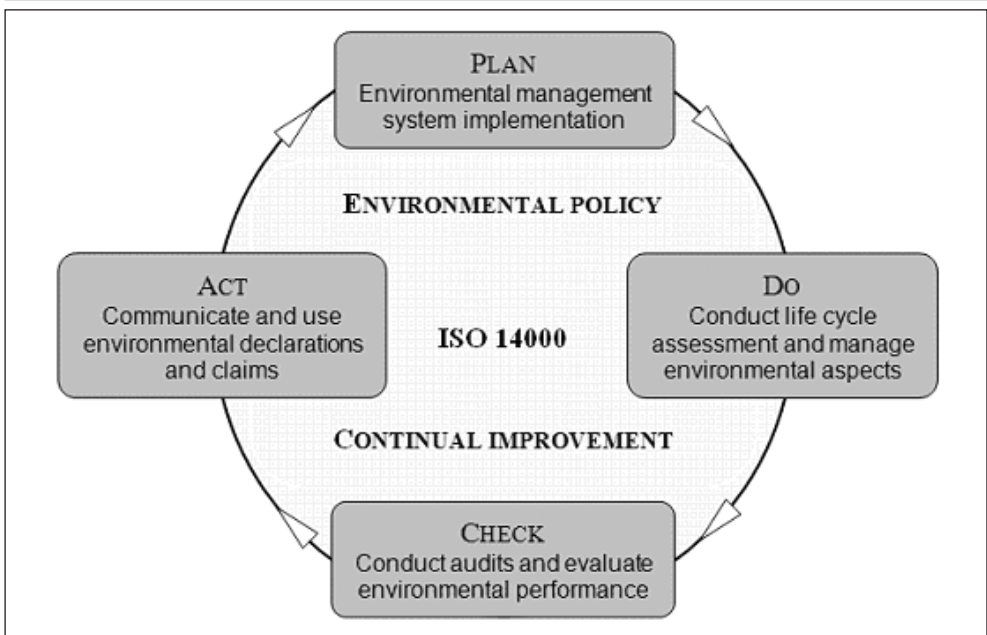 PLAN
Environmental management
system implementation
ENVIRONMENTAL POLICY
ACT
Communicate and use
environmental declarations
and claims
ISO 14000
DO
Conduct life cycle
assessment and manage
environmental aspects
CONTINUAL IMPROVEMENT
CHECK
Conduct audits and evaluate
environmental performance